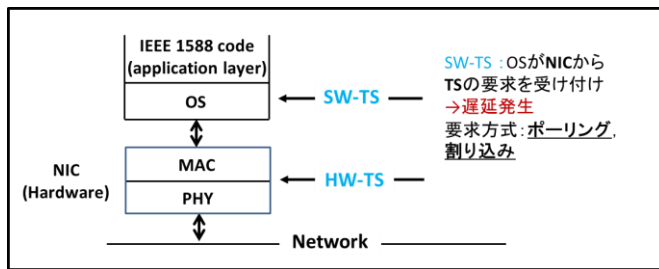 IEEE 1588 code
(application layer)
OS
SW-TS
SW-TS：OSがNICから
TSの要求を受け付け
→遅延発生
要求方式：ポーリング,
割り込み
NIC
(Hardware)
MAC
PHY
HW-TS
Network